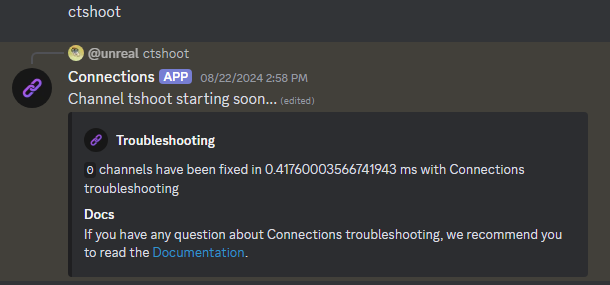 ctshoot
@unreal ctshoot
Connections APP 08/22/2024 2:58 PM
Channel tshoot starting soon... (edited)
Troubleshooting
0 channels have been fixed in 0.41760003566741943 ms with Connections
troubleshooting
Docs
If you have any question about Connections troubleshooting, we recommend you
to read the Documentation.